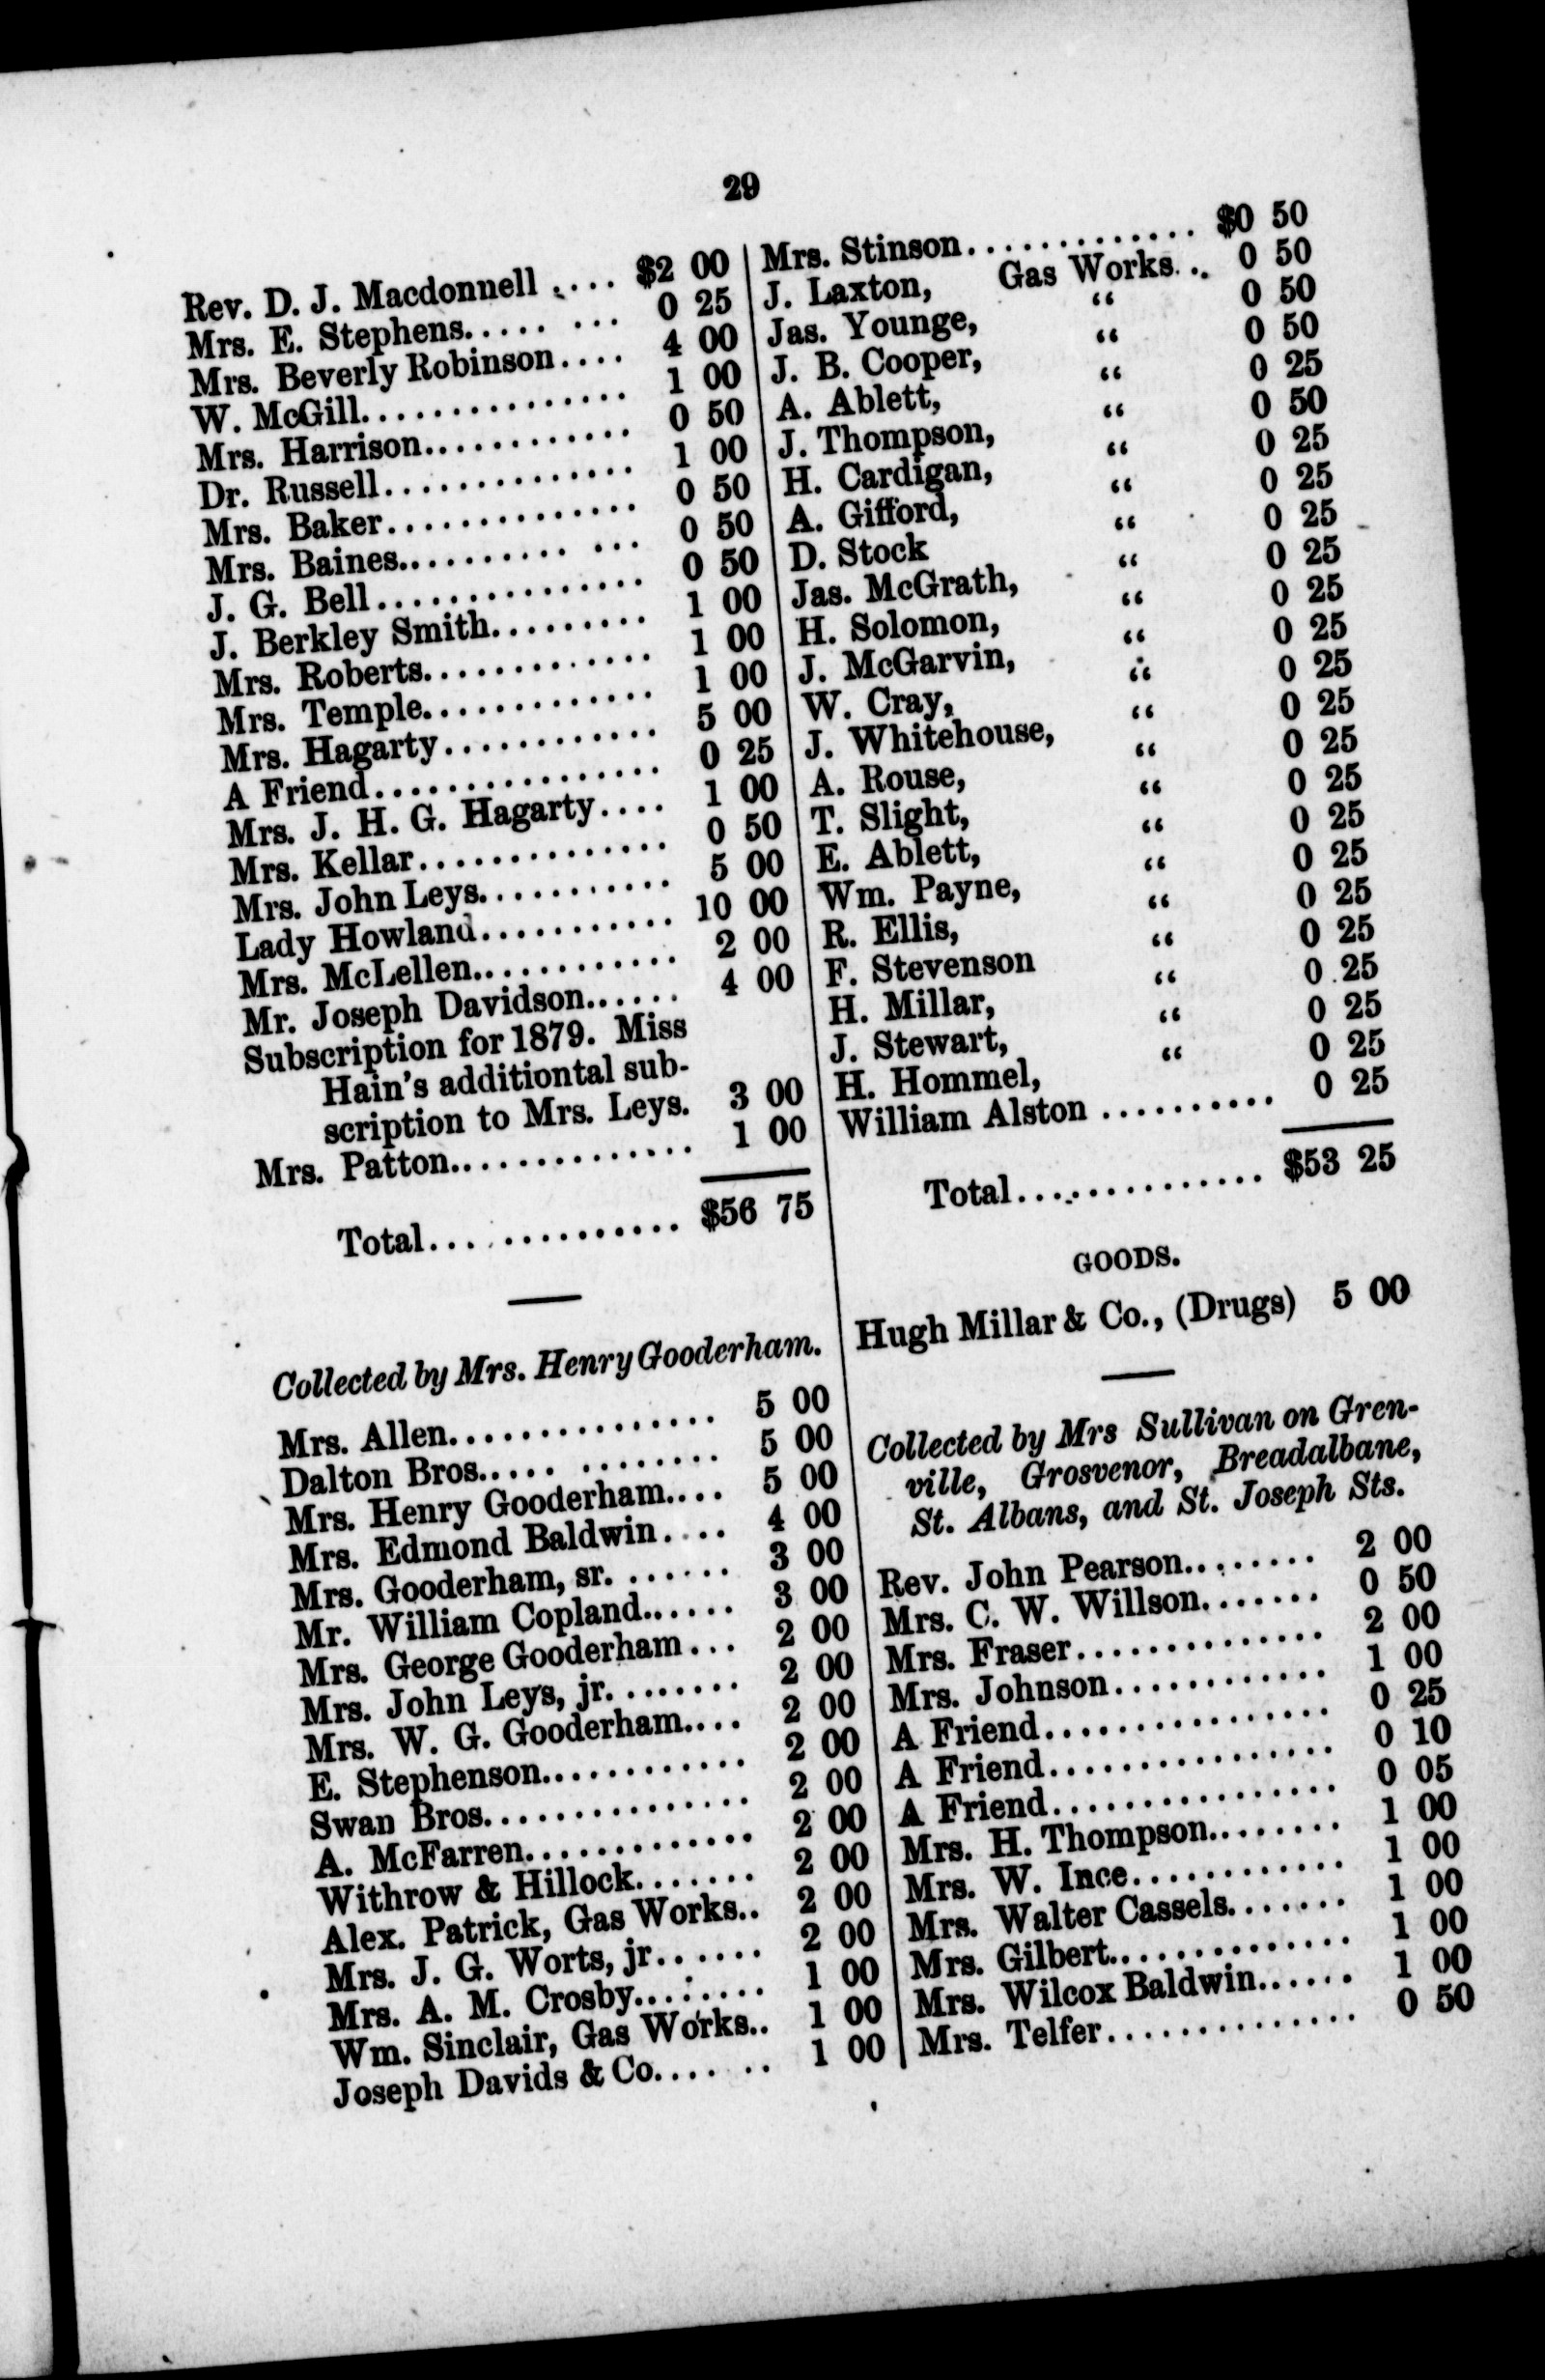 29
Rev. D. J. Macdonnell .... $2 00
Mrs. E. Stephens..... ... 0 25
Mrs. Beverly Robinson.... 4 00
W. McGill............... 1 00
Mrs. Harrison............ 0 50
Dr. Russell.............. 1 00
Mrs. Baker.............. 0 50
Mrs. Baines.......... ... 0 50
J. G. Bell............... 0 50
J. Berkley Smith......... 1 00
Mrs. Roberts............. 1 00
Mrs. Temple............. 1 00
Mrs. Hagarty............ 5 00
A Friend................ 0 25
Mrs. J. H. G. Hagarty.... 1 00
Mrs. Kellar.............. 0 50
Mrs. John Leys........... 5 00
Lady Howland........... 10 00
Mrs. McLellen............ 2 00
Mr. Joseph Davidson...... 4 00
Subscription for 1879. Miss
Hain's additiontal sub-
scription to Mrs. Leys. 3 00
Mrs. Patton.............. 1 00
Total.............. $56 75
Collected by Mrs. Henry Gooderham.
Mrs. Allen............... 5 00
Dalton Bros..... ........ 5 00
Mrs. Henry Gooderham.... 5 00
Mrs. Edmond Baldwin.... 4 00
Mrs. Gooderham, sr. ...... 3 00
Mr. William Copland...... 3 00
Mrs. George Gooderham... 2 00
Mrs. John Leys, jr. ....... 2 00
Mrs. W. G. Gooderham.... 2 00
E. Stephenson............ 2 00
Swan Bros............... 2 00
A. McFarren............. 2 00
Withrow & Hillock....... 2 00
Alex. Patrick, Gas Works.. 2 00
Mrs. J. G. Worts, jr...... 2 00
Mrs. A. M. Crosby........ 1 00
Wm. Sinclair, Gas Works.. 1 00
Joseph Davids & Co.... .. 1 00
Mrs. Stinson............. $0 50
J. Laxton, Gas Works... 0 50
Jas. Younge, " 0 50
J. B. Cooper, " 0 50
A. Ablett, " 0 25
J. Thompson, " 0 50
H. Cardigan, " 0 25
A. Gifford, " 0 25
D. Stock " 0 25
Jas. McGrath, " 0 25
H. Solomon, " 0 25
J. McGarvin, " 0 25
W. Cray, " 0 25
J. Whitehouse, " 0 25
A. Rouse, " 0 25
T. Slight, " 0 25
E. Ablett, " 0 25
Wm. Payne, " 0 25
R. Ellis, " 0 25
F. Stevenson " 0 25
H. Millar, " 0 25
J. Stewart, " 0 25
H. Hommel, " 0 25
William Alston .......... 0 25
Total.............. $53 25
GOODS.
Hugh Millar & Co., (Drugs) 5 00
Collected by Mrs Sullivan on Gren-
ville, Grosvenor, Breadalbane,
St. Albans, and St. Joseph Sts.
Rev. John Pearson........ 2 00
Mrs. C. W. Willson....... 0 50
Mrs. Fraser.............. 2 00
Mrs. Johnson............ 1 00
A Friend................ 0 25
A Friend................ 0 10
A Friend................ 0 05
Mrs. H. Thompson........ 1 00
Mrs. W. Ince............ 1 00
Mrs. Walter Cassels....... 1 00
Mrs. Gilbert.............. 1 00
Mrs. Wilcox Baldwin...... 1 00
Mrs. Telfer.............. 0 50